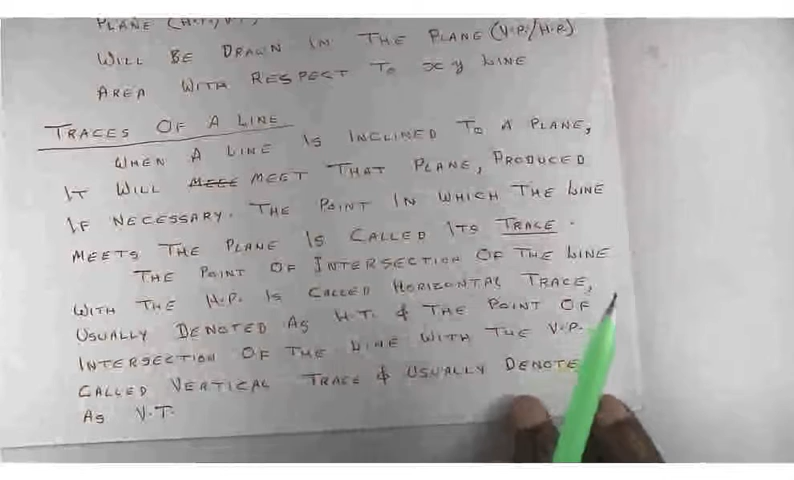 PLANE (H.P./V.P.)
WILL BE DRAWN IN THE PLANE (V.P./H.P.)
AREA WITH RESPECT TO xy LINE
TRACES OF A LINE
WHEN A LINE IS INCLINED TO A PLANE,
IT WILL MEET THAT PLANE, PRODUCED
IF NECESSARY. THE POINT IN WHICH THE LINE
MEETS THE PLANE IS CALLED ITS TRACE.
THE POINT OF INTERSECTION OF THE LINE
WITH THE H.P. IS CALLED HORIZONTAL TRACE,
USUALLY DENOTED AS H.T. & THE POINT OF
INTERSECTION OF THE LINE WITH THE V.P.
CALLED VERTICAL TRACE & USUALLY DENOTE
AS V.T.